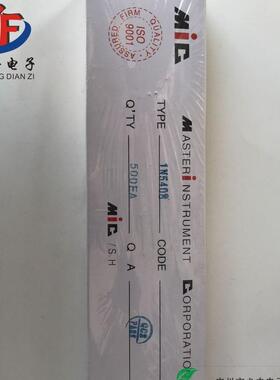 MiC
MASTER INSTRUMENT CORPORATION
ISO
9001
QUALITY-ASSURED FIRM
TYPE 1N5408 CODE
Q'TY 500EA Q A
PASS
MiC /SH
电子
DIAN ZI